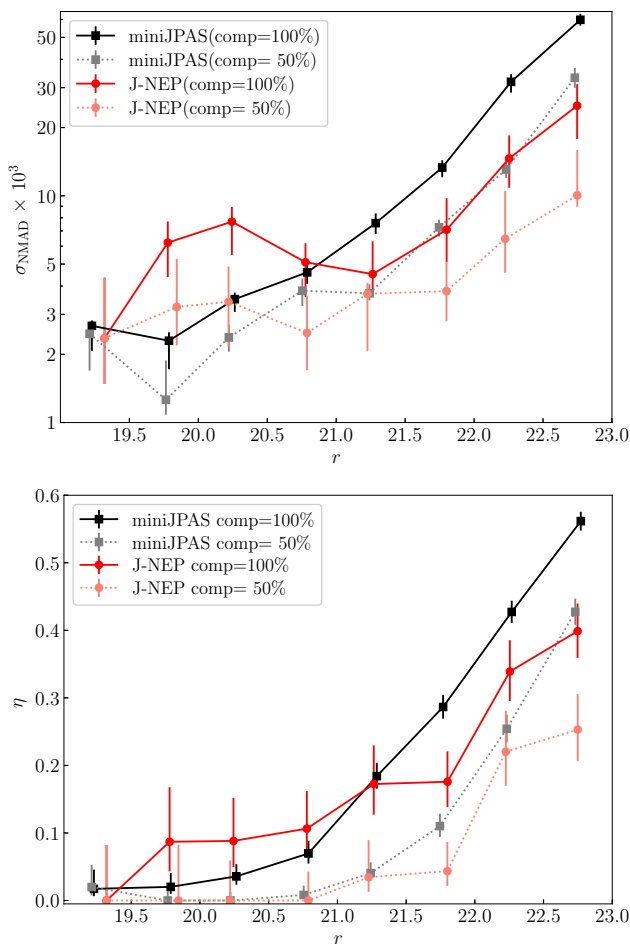 50
30
20
10
5
3
2
1
σNMAD × 10³
miniJPAS(comp=100%)
miniJPAS(comp= 50%)
J-NEP(comp=100%)
J-NEP(comp= 50%)
19.5 20.0 20.5 21.0 21.5 22.0 22.5 23.0
r
0.6
0.5
0.4
0.3
0.2
0.1
0.0
η
miniJPAS comp=100%
miniJPAS comp= 50%
J-NEP comp=100%
J-NEP comp= 50%
19.5 20.0 20.5 21.0 21.5 22.0 22.5 23.0
r